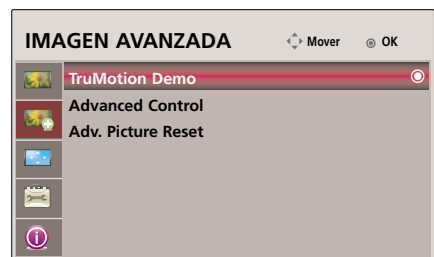 IMAGEN AVANZADA Mover OK
TruMotion Demo
Advanced Control
Adv. Picture Reset